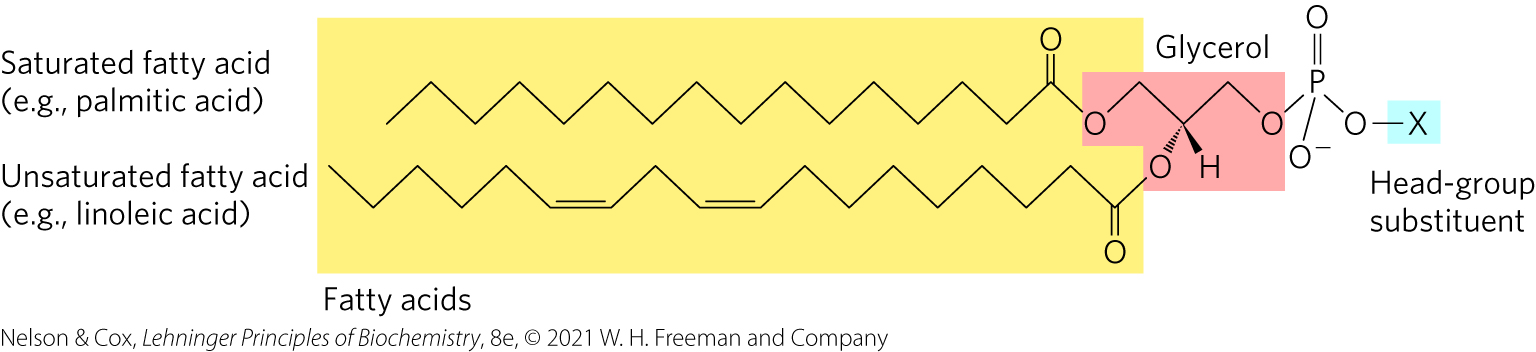 Saturated fatty acid
(e.g., palmitic acid)
O
Glycerol
O
P
O
O
O
X
O⁻
O
H
Unsaturated fatty acid
(e.g., linoleic acid)
Head-group
substituent
O
Fatty acids
Nelson & Cox, Lehninger Principles of Biochemistry, 8e, © 2021 W. H. Freeman and Company